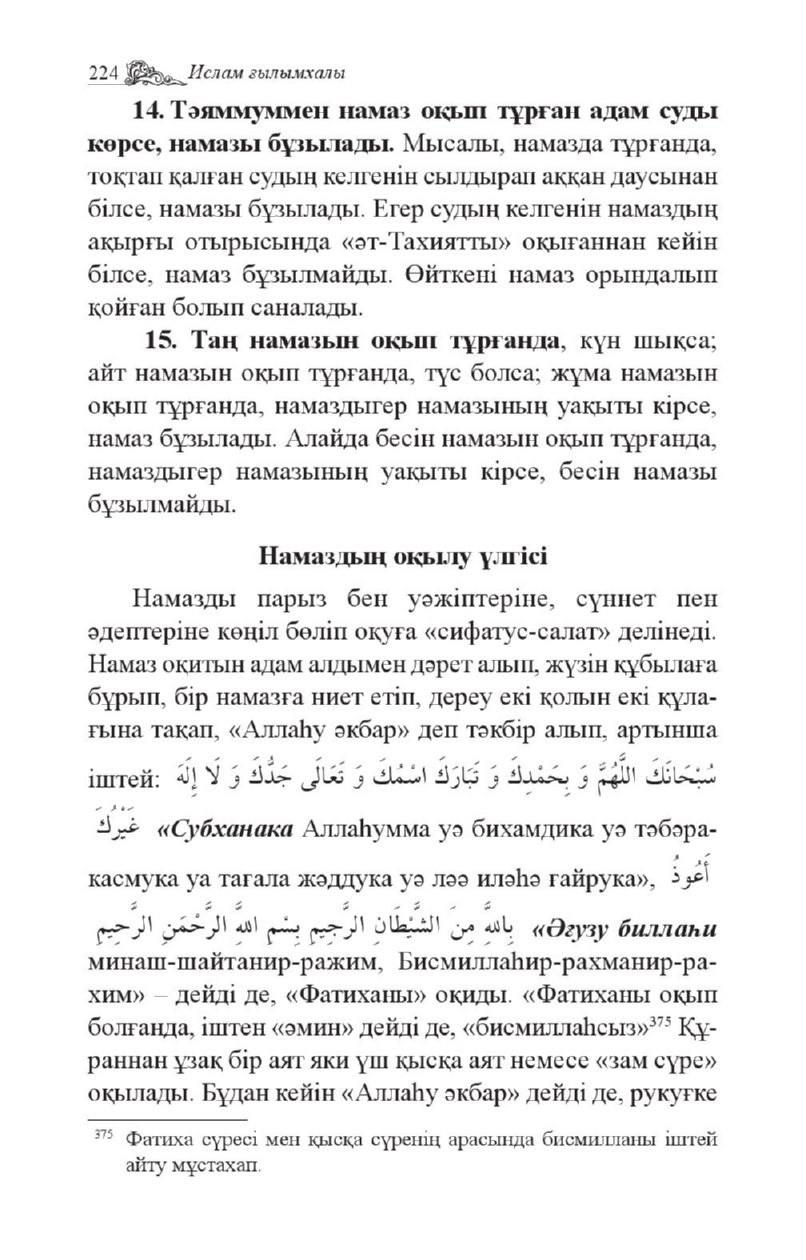 224 Ислам ғылымхалы
14. Тәяммуммен намаз оқып тұрған адам суды
көрсе, намазы бұзылады. Мысалы, намазда тұрғанда,
тоқтап қалған судың келгенін сылдырап аққан даусынан
білсе, намазы бұзылады. Егер судың келгенін намаздың
ақырғы отырысында «әт-Тахиятты» оқығаннан кейін
білсе, намаз бұзылмайды. Өйткені намаз орындалып
қойған болып саналады.
15. Таң намазын оқып тұрғанда, күн шықса;
айт намазын оқып тұрғанда, түс болса; жұма намазын
оқып тұрғанда, намаздыгер намазының уақыты кірсе,
намаз бұзылады. Алайда бесін намазын оқып тұрғанда,
намаздыгер намазының уақыты кірсе, бесін намазы
бұзылмайды.
Намаздың оқылу үлгісі
Намазды парыз бен уәжіптеріне, сүннет пен
әдептеріне көңіл бөліп оқуға «сифатус-салат» делінеді.
Намаз оқитын адам алдымен дәрет алып, жүзін құбылаға
бұрып, бір намазға ниет етіп, дереу екі қолын екі құла-
ғына тақап, «Аллаһу әкбар» деп тәкбір алып, артынша
іштей: سُبْحَانَكَ اللَّهُمَّ وَ بِحَمْدِكَ وَ تَبَارَكَ اسْمُكَ وَ تَعَالَى جَدُّكَ وَ لَا إِلَهَ
غَيْرُكَ «Субханака Аллаһумма уә бихамдика уә тәбәра-
касмука уа тағала жәддука уә ләә иләһә ғайрука», أَعُوذُ
بِاللهِ مِنَ الشَّيْطَانِ الرَّجِيمِ بِسْمِ اللهِ الرَّحْمَنِ الرَّحِيمِ «Әғузу билләһи
минаш-шайтанир-ражим, Бисмиллаһир-рахманир-ра-
хим» – дейді де, «Фатиханы» оқиды. «Фатиханы оқып
болғанда, іштен «әмин» дейді де, «бисмиллаһсыз»³⁷⁵ Құ-
раннан ұзақ бір аят яки үш қысқа аят немесе «зам сүре»
оқылады. Бұдан кейін «Аллаһу әкбар» дейді де, рукуғке
³⁷⁵ Фатиха сүресі мен қысқа сүренің арасында бисмилланы іштей
айту мұстахап.